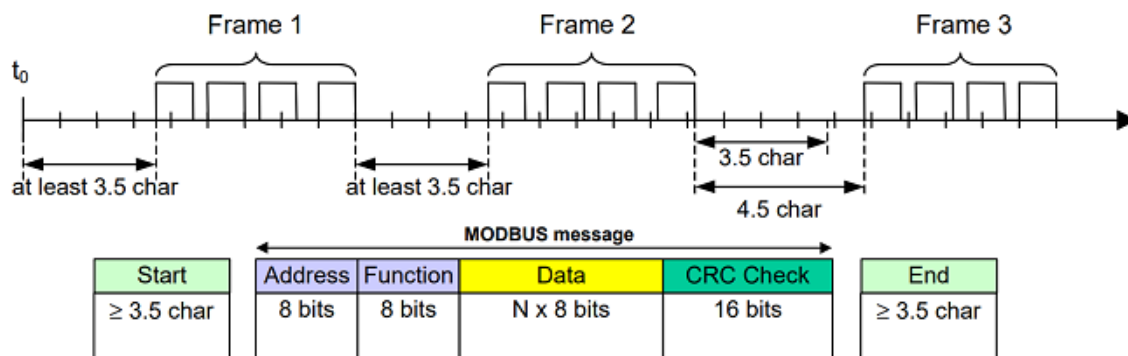 Frame 1 Frame 2 Frame 3
t0
at least 3.5 char at least 3.5 char 3.5 char
4.5 char
MODBUS message
Start Address Function Data CRC Check End
≥ 3.5 char 8 bits 8 bits N x 8 bits 16 bits ≥ 3.5 char